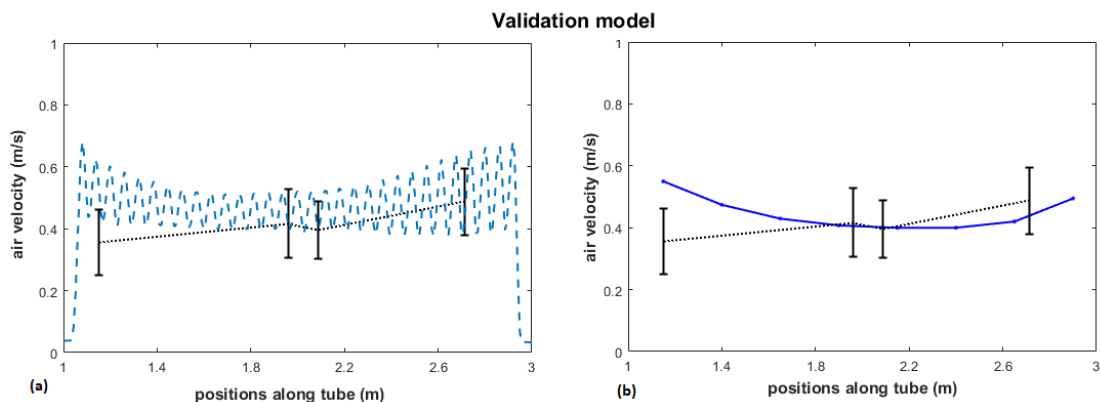 Validation model
1
0.8
0.6
0.4
0.2
0
air velocity (m/s)
1 1.4 1.8 2.2 2.6 3
positions along tube (m)
(a)
1
0.8
0.6
0.4
0.2
0
air velocity (m/s)
1 1.4 1.8 2.2 2.6 3
positions along tube (m)
(b)